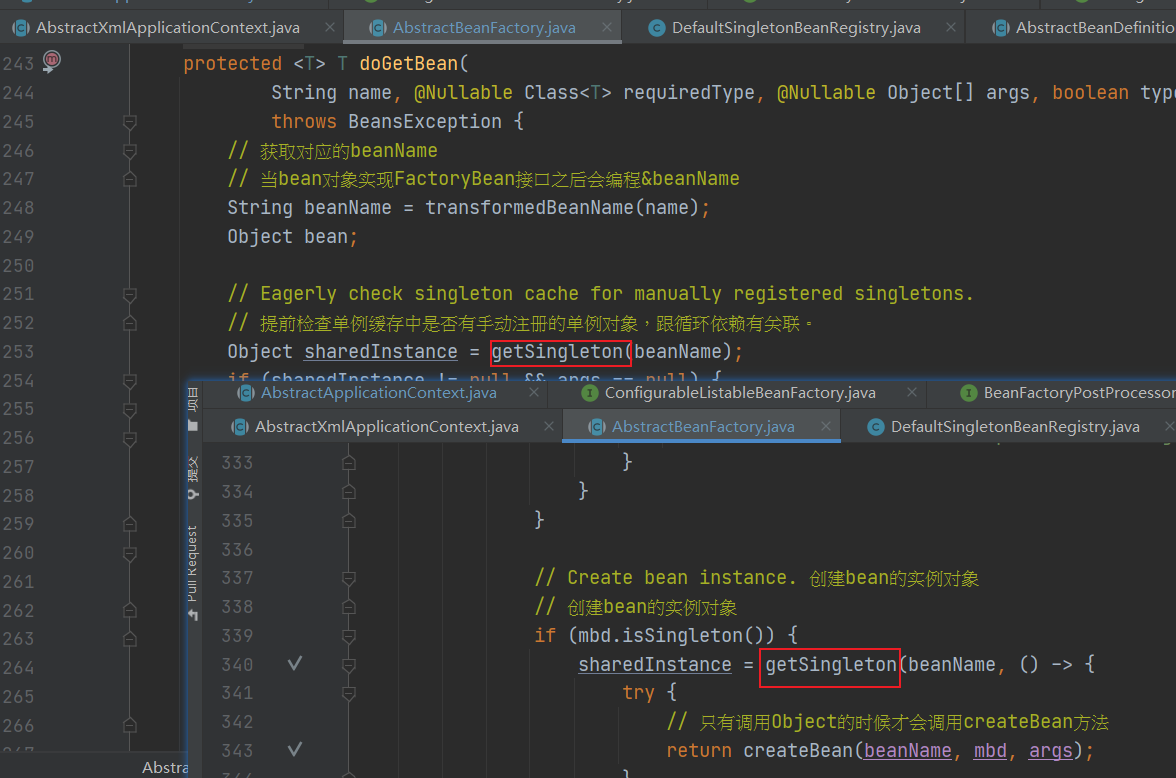 AbstractXmlApplicationContext.java AbstractBeanFactory.java DefaultSingletonBeanRegistry.java AbstractBeanDefinitio
243 protected <T> T doGetBean(
244 String name, @Nullable Class<T> requiredType, @Nullable Object[] args, boolean type
245 throws BeansException {
246 // 获取对应的beanName
247 // 当bean对象实现FactoryBean接口之后会编程&beanName
248 String beanName = transformedBeanName(name);
249 Object bean;
250
251 // Eagerly check singleton cache for manually registered singletons.
252 // 提前检查单例缓存中是否有手动注册的单例对象，跟循环依赖有关联。
253 Object sharedInstance = getSingleton(beanName);
254 if (sharedInstance != null && args == null) {
255
256
257
258
259
260
261
262
263
264
265
266
Abstra
项目
提交
Pull Request
AbstractApplicationContext.java ConfigurableListableBeanFactory.java BeanFactoryPostProcessor
AbstractXmlApplicationContext.java AbstractBeanFactory.java DefaultSingletonBeanRegistry.java
333 }
334 }
335 }
336
337 // Create bean instance. 创建bean的实例对象
338 // 创建bean的实例对象
339 if (mbd.isSingleton()) {
340 sharedInstance = getSingleton(beanName, () -> {
341 try {
342 // 只有调用Object的时候才会调用createBean方法
343 return createBean(beanName, mbd, args);